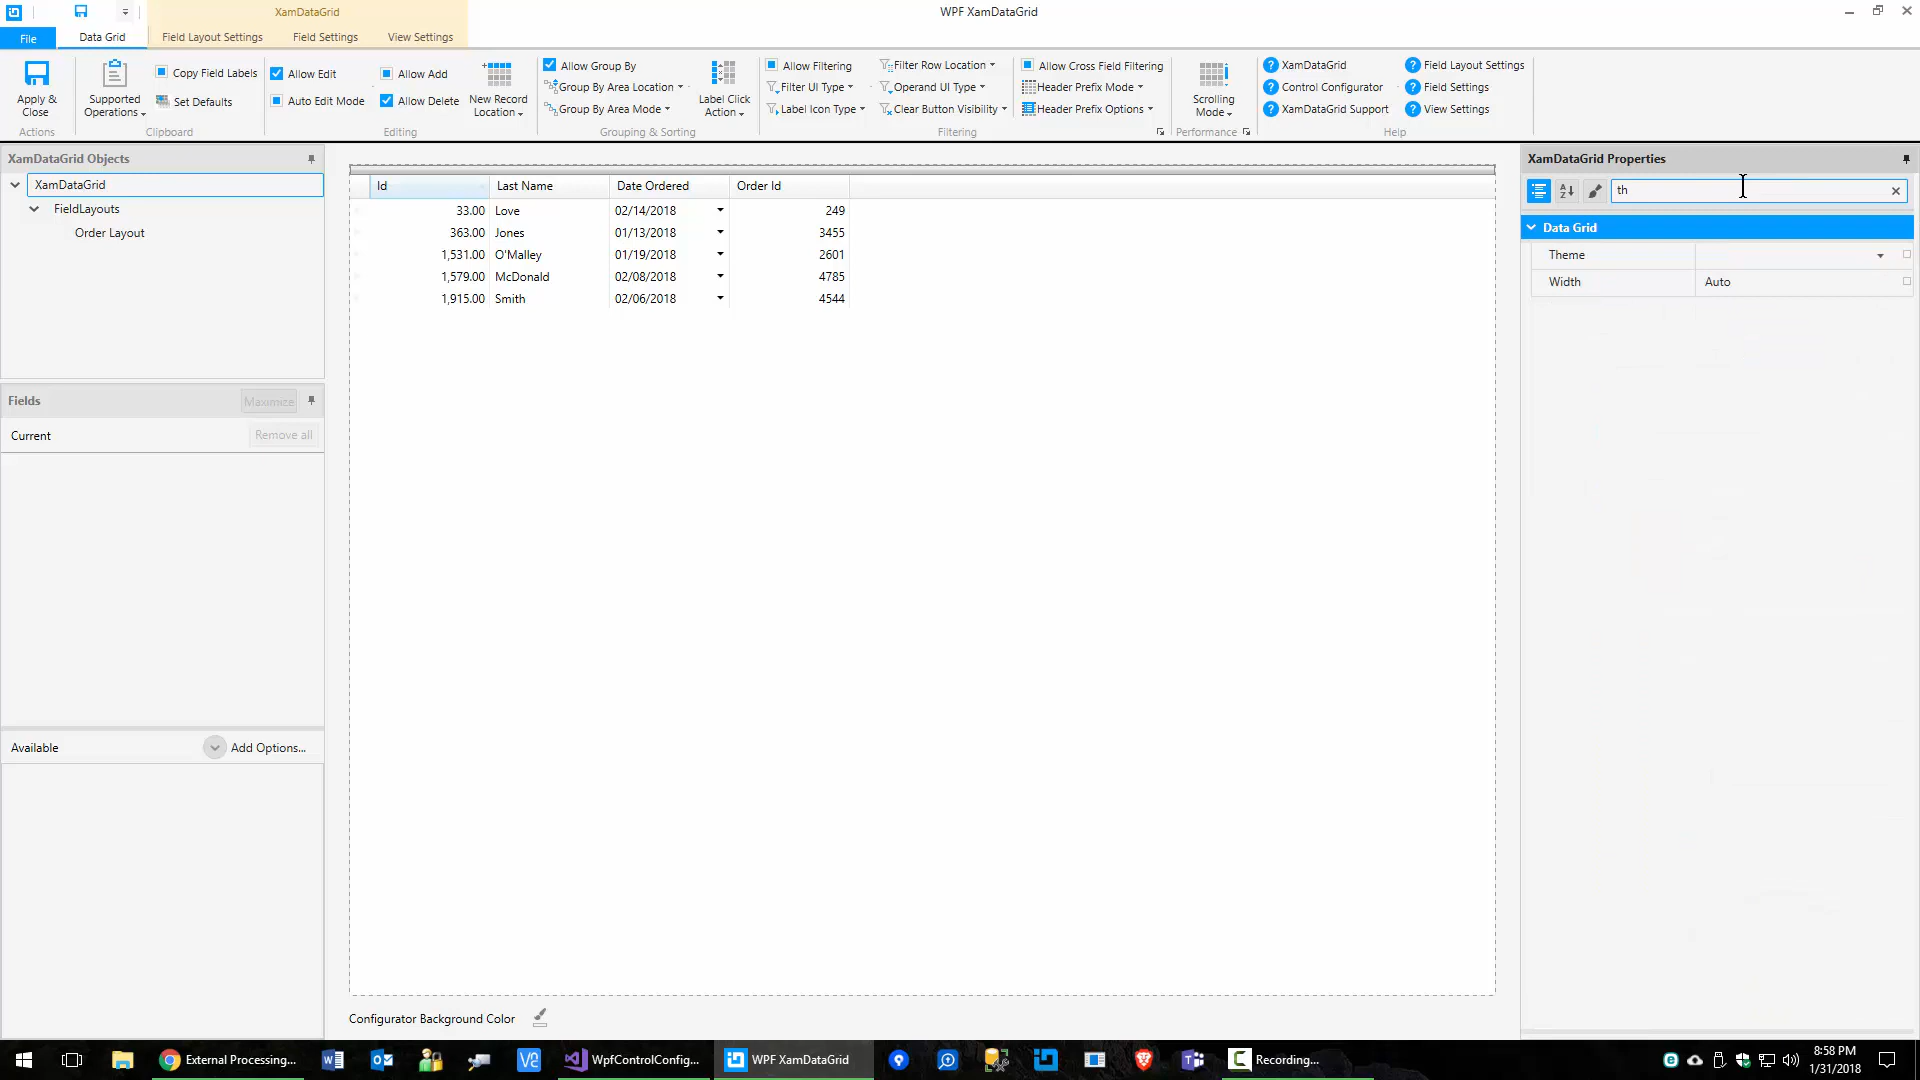 XamDataGrid
WPF XamDataGrid
File
Data Grid
Field Layout Settings
Field Settings
View Settings
Apply &
Close
Actions
Supported
Operations
Copy Field Labels
Set Defaults
Clipboard
Allow Edit
Auto Edit Mode
Allow Add
Allow Delete
New Record
Location
Editing
Allow Group By
Group By Area Location
Group By Area Mode
Label Click
Action
Grouping & Sorting
Allow Filtering
Filter UI Type
Label Icon Type
Filter Row Location
Operand UI Type
Clear Button Visibility
Allow Cross Field Filtering
Header Prefix Mode
Header Prefix Options
Filtering
Scrolling
Mode
Performance
XamDataGrid
Control Configurator
XamDataGrid Support
Field Layout Settings
Field Settings
View Settings
Help
XamDataGrid Objects
XamDataGrid
FieldLayouts
Order Layout
Fields
Maximize
Current
Remove all
Available
Add Options...
Id Last Name Date Ordered Order Id
33.00 Love 02/14/2018 249
363.00 Jones 01/13/2018 3455
1,531.00 O'Malley 01/19/2018 2601
1,579.00 McDonald 02/08/2018 4785
1,915.00 Smith 02/06/2018 4544
Configurator Background Color
XamDataGrid Properties
A
Z
th
Data Grid
Theme
Width Auto
External Processing...
WpfControlConfig...
WPF XamDataGrid
Recording...
8:58 PM
1/31/2018